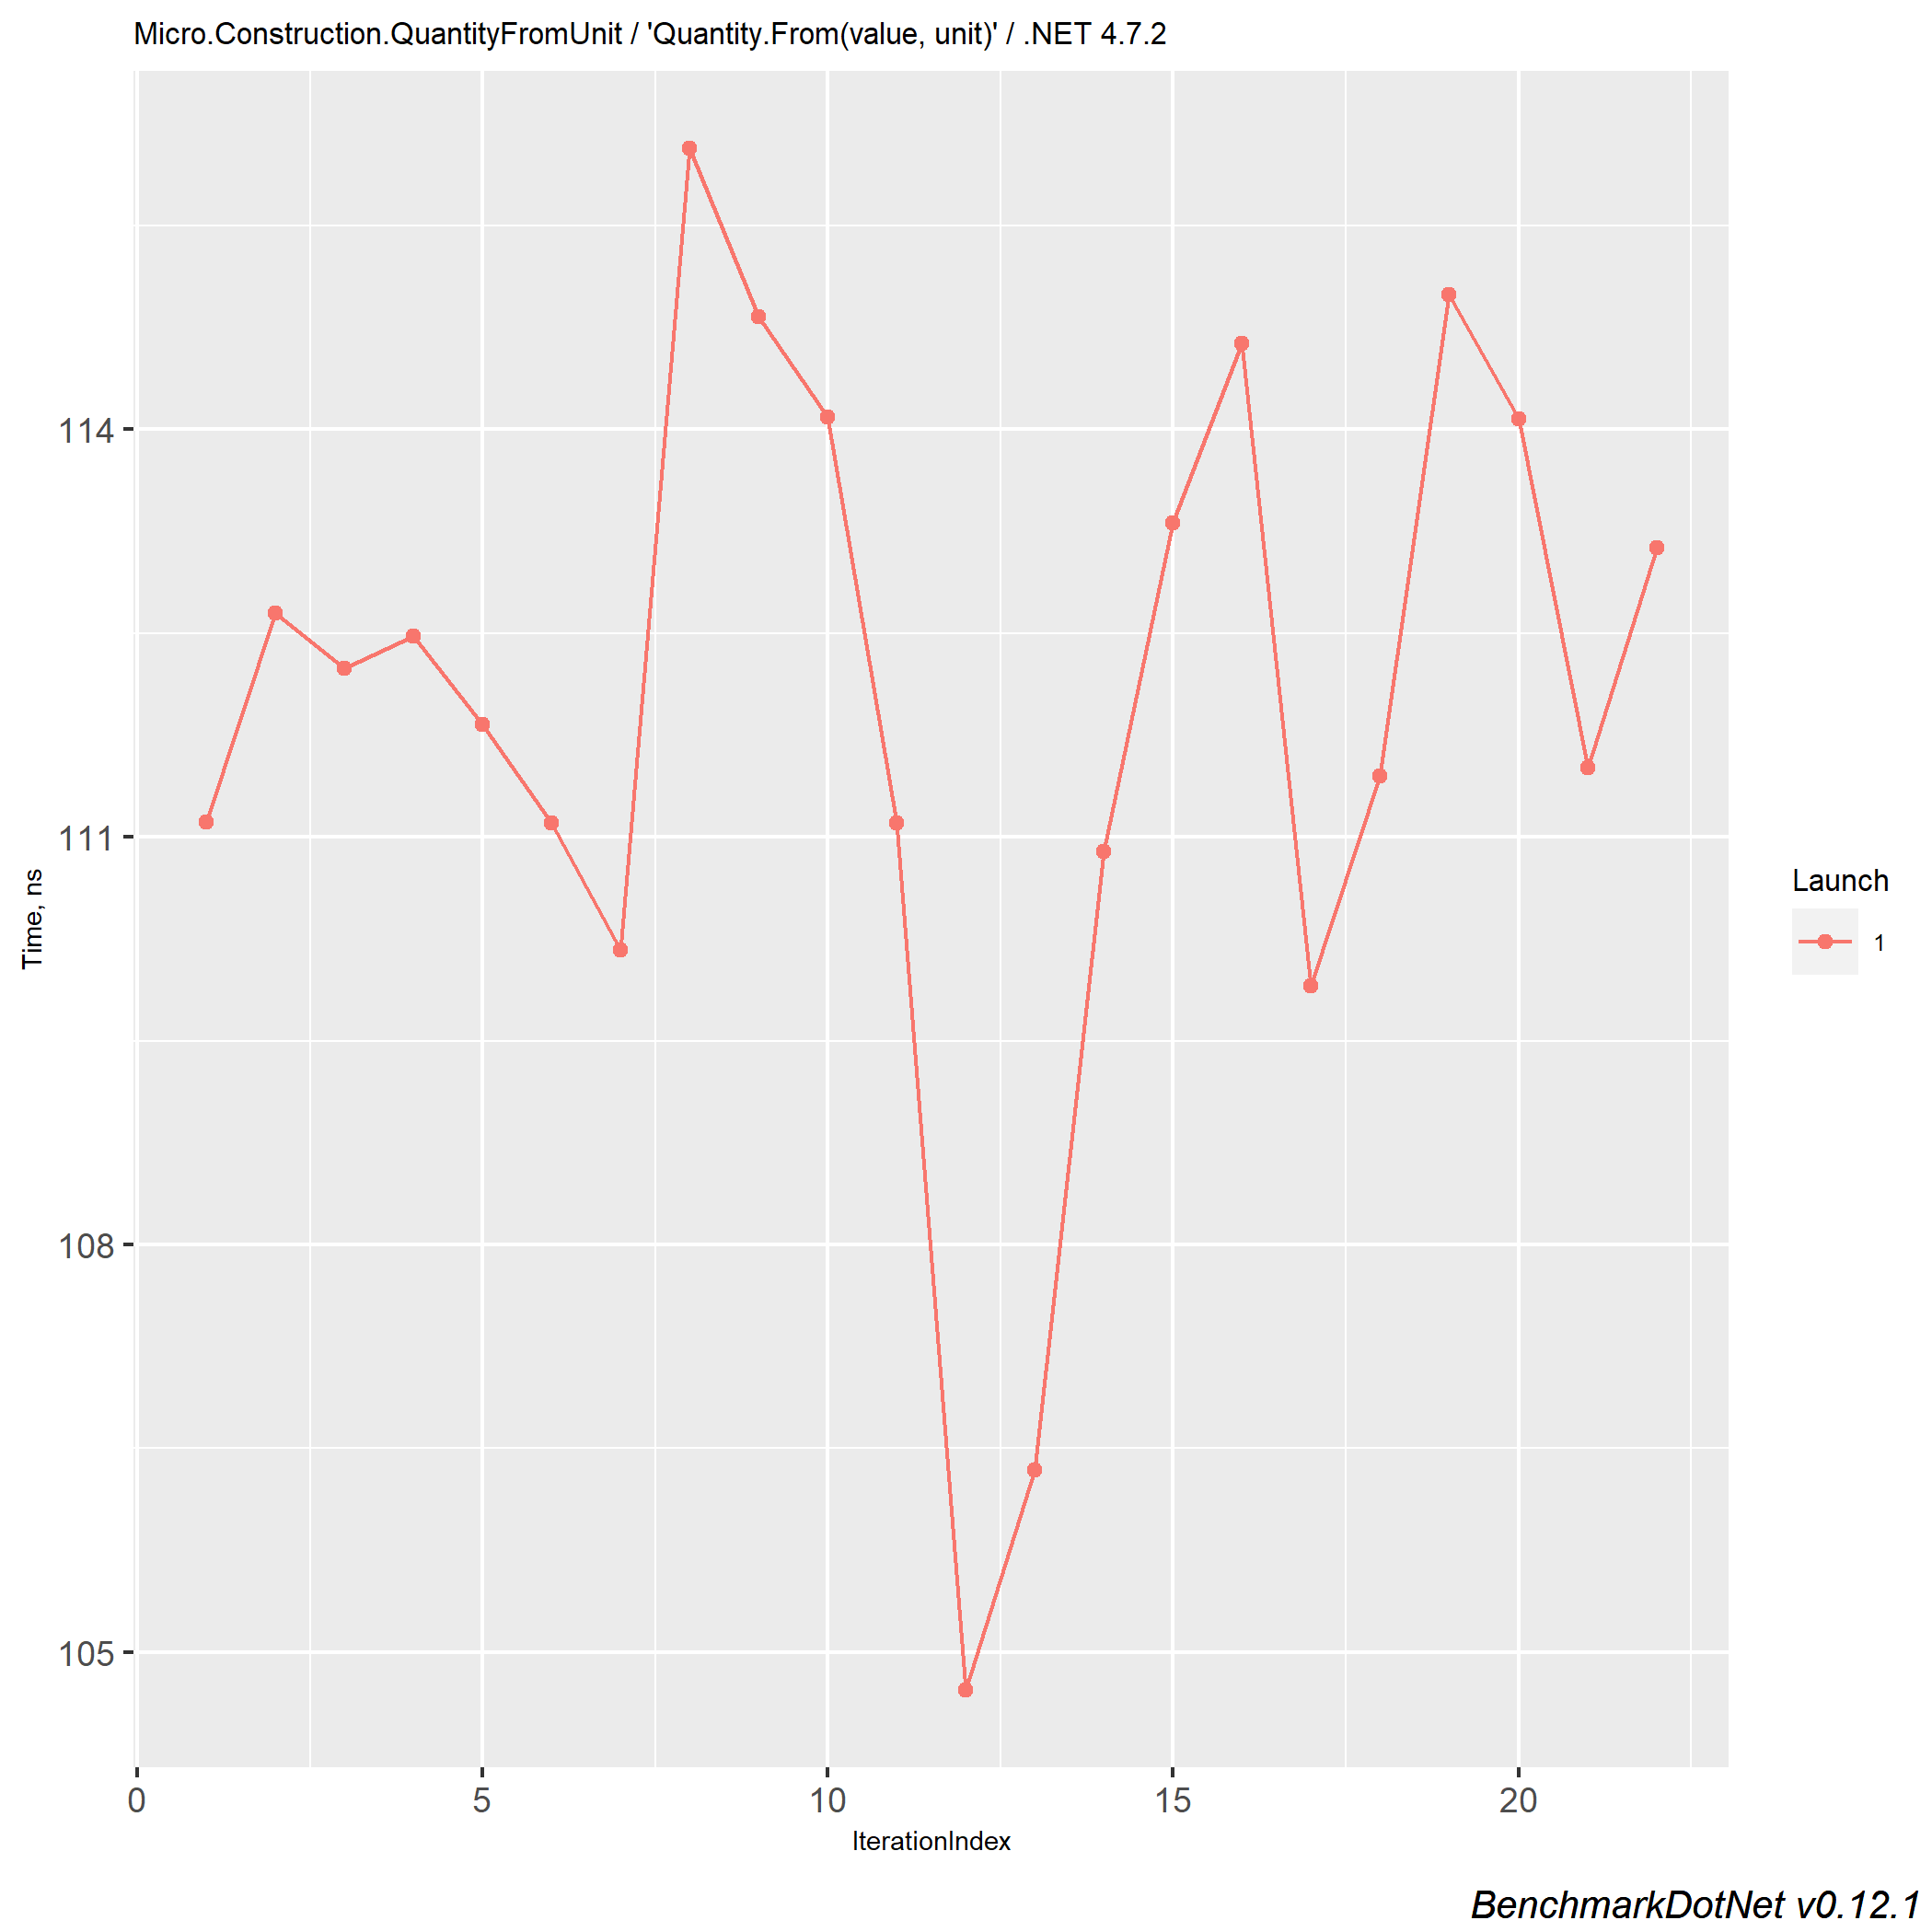 Micro.Construction.QuantityFromUnit / 'Quantity.From(value, unit)' / .NET 4.7.2
114
111
108
105
Time, ns
0 5 10 15 20
IterationIndex
Launch
1
BenchmarkDotNet v0.12.1